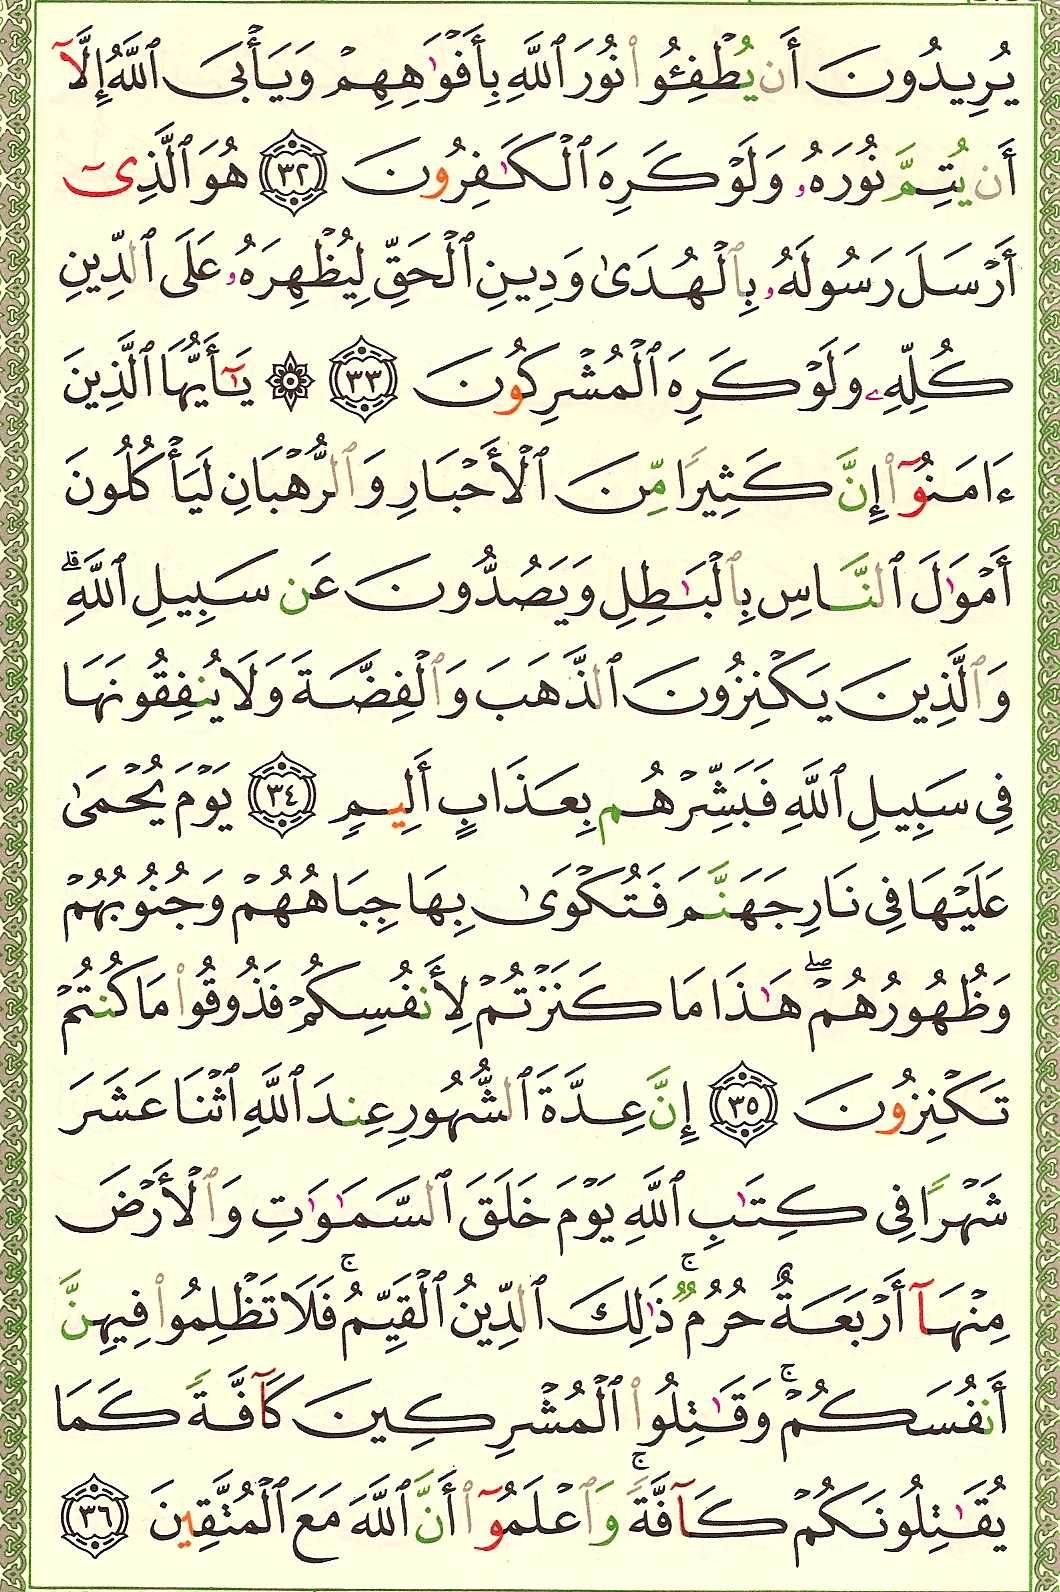 يُرِيدُونَ أَن يُطْفِـُٔوا۟ نُورَ ٱللَّهِ بِأَفْوَٰهِهِمْ وَيَأْبَى ٱللَّهُ إِلَّآ
أَن يُتِمَّ نُورَهُۥ وَلَوْ كَرِهَ ٱلْكَٰفِرُونَ ٣٢ هُوَ ٱلَّذِىٓ
أَرْسَلَ رَسُولَهُۥ بِٱلْهُدَىٰ وَدِينِ ٱلْحَقِّ لِيُظْهِرَهُۥ عَلَى ٱلدِّينِ
كُلِّهِۦ وَلَوْ كَرِهَ ٱلْمُشْرِكُونَ ٣٣ ۞ يَٰٓأَيُّهَا ٱلَّذِينَ
ءَامَنُوٓا۟ إِنَّ كَثِيرًا مِّنَ ٱلْأَحْبَارِ وَٱلرُّهْبَانِ لَيَأْكُلُونَ
أَمْوَٰلَ ٱلنَّاسِ بِٱلْبَٰطِلِ وَيَصُدُّونَ عَن سَبِيلِ ٱللَّهِ ۗ
وَٱلَّذِينَ يَكْنِزُونَ ٱلذَّهَبَ وَٱلْفِضَّةَ وَلَا يُنفِقُونَهَا
فِى سَبِيلِ ٱللَّهِ فَبَشِّرْهُم بِعَذَابٍ أَلِيمٍ ٣٤ يَوْمَ يُحْمَىٰ
عَلَيْهَا فِى نَارِ جَهَنَّمَ فَتُكْوَىٰ بِهَا جِبَاهُهُمْ وَجُنُوبُهُمْ
وَظُهُورُهُمْ ۖ هَٰذَا مَا كَنَزْتُمْ لِأَنفُسِكُمْ فَذُوقُوا۟ مَا كُنتُمْ
تَكْنِزُونَ ٣٥ إِنَّ عِدَّةَ ٱلشُّهُورِ عِندَ ٱللَّهِ ٱثْنَا عَشَرَ
شَهْرًا فِى كِتَٰبِ ٱللَّهِ يَوْمَ خَلَقَ ٱلسَّمَٰوَٰتِ وَٱلْأَرْضَ
مِنْهَآ أَرْبَعَةٌ حُرُمٌ ۚ ذَٰلِكَ ٱلدِّينُ ٱلْقَيِّمُ ۚ فَلَا تَظْلِمُوا۟ فِيهِنَّ
أَنفُسَكُمْ ۚ وَقَٰتِلُوا۟ ٱلْمُشْرِكِينَ كَآفَّةً كَمَا
يُقَٰتِلُونَكُمْ كَآفَّةً ۚ وَٱعْلَمُوٓا۟ أَنَّ ٱللَّهَ مَعَ ٱلْمُتَّقِينَ ٣٦